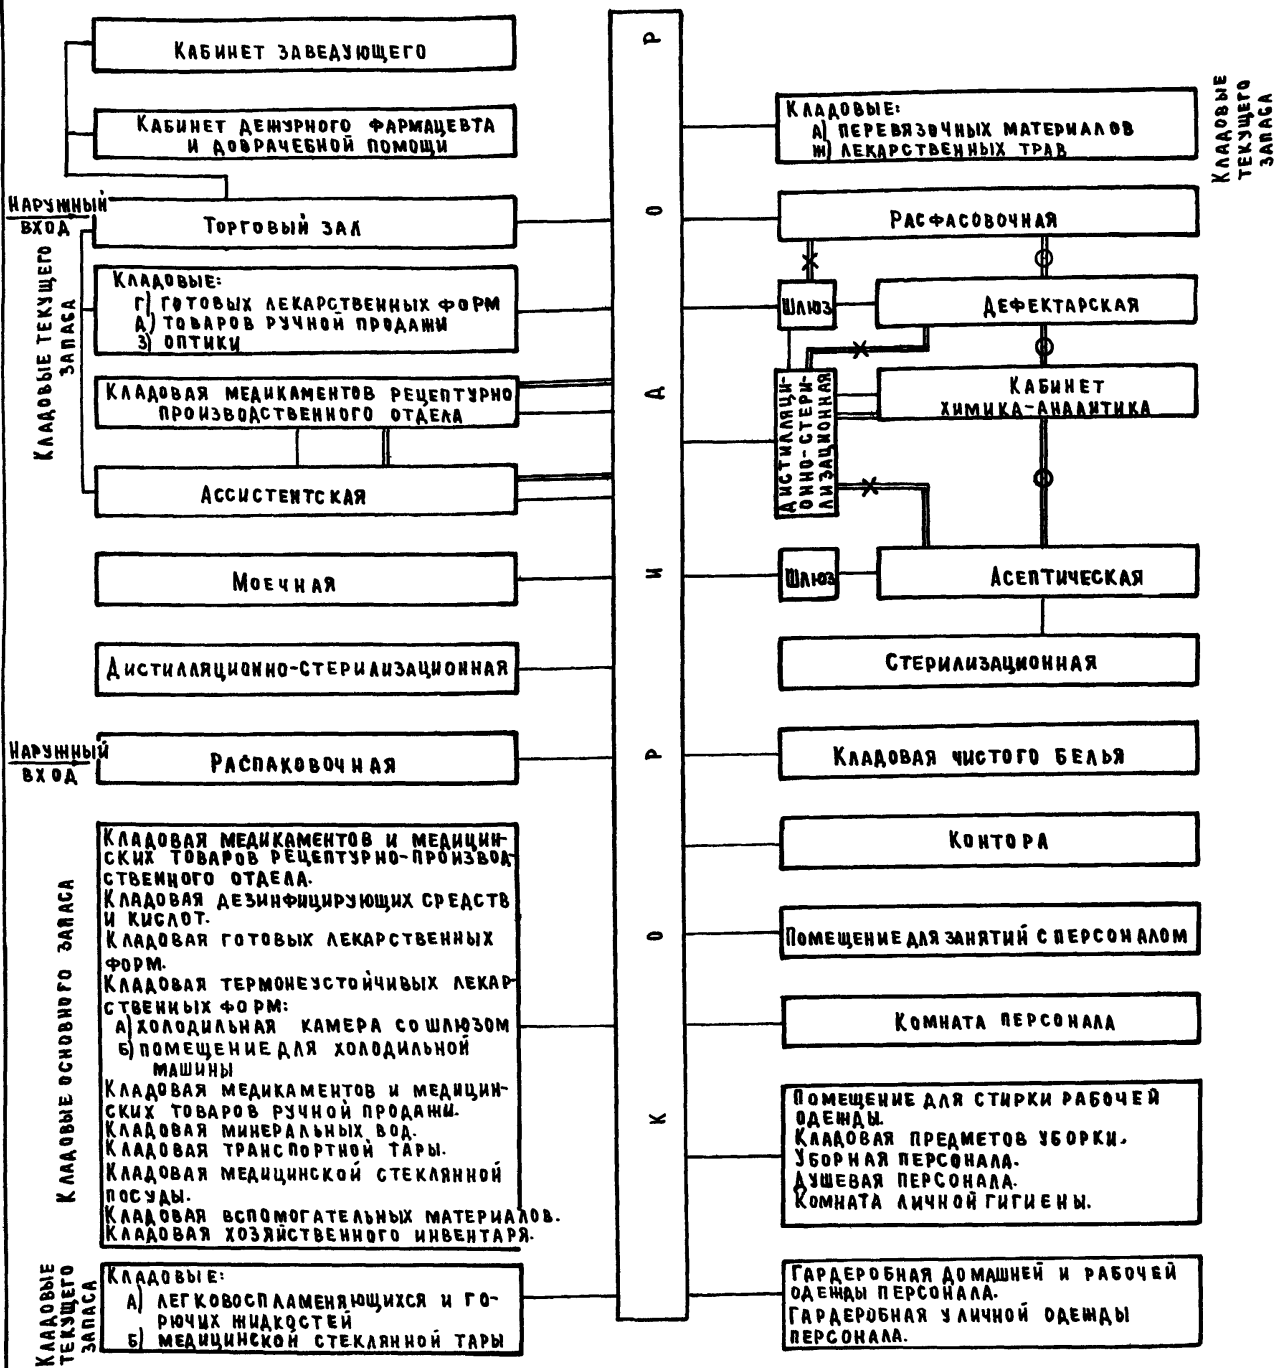 КАБИНЕТ ЗАВЕДУЮЩЕГО
КАБИНЕТ ДЕЖУРНОГО ФАРМАЦЕВТА
И ДОВРАЧЕБНОЙ ПОМОЩИ
НАРУЖНЫЙ
ВХОД
ТОРГОВЫЙ ЗАЛ
КЛАДОВЫЕ ТЕКУЩЕГО
ЗАПАСА
КЛАДОВЫЕ:
Г) ГОТОВЫХ ЛЕКАРСТВЕННЫХ ФОРМ
Д) ТОВАРОВ РУЧНОЙ ПРОДАЖИ
З) ОПТИКИ
КЛАДОВАЯ МЕДИКАМЕНТОВ РЕЦЕПТУРНО
ПРОИЗВОДСТВЕННОГО ОТДЕЛА
АССИСТЕНТСКАЯ
МОЕЧНАЯ
ДИСТИЛЛЯЦИОННО-СТЕРИЛИЗАЦИОННАЯ
НАРУЖНЫЙ
ВХОД
РАСПАКОВОЧНАЯ
КЛАДОВЫЕ ОСНОВНОГО ЗАПАСА
КЛАДОВАЯ МЕДИКАМЕНТОВ И МЕДИЦИН-
СКИХ ТОВАРОВ РЕЦЕПТУРНО-ПРОИЗВОД-
СТВЕННОГО ОТДЕЛА.
КЛАДОВАЯ ДЕЗИНФИЦИРУЮЩИХ СРЕДСТВ
И КИСЛОТ.
КЛАДОВАЯ ГОТОВЫХ ЛЕКАРСТВЕННЫХ
ФОРМ.
КЛАДОВАЯ ТЕРМОНЕУСТОЙЧИВЫХ ЛЕКАР-
СТВЕННЫХ ФОРМ:
А) ХОЛОДИЛЬНАЯ КАМЕРА СО ШЛЮЗОМ
Б) ПОМЕЩЕНИЕ ДЛЯ ХОЛОДИЛЬНОЙ
МАШИНЫ
КЛАДОВАЯ МЕДИКАМЕНТОВ И МЕДИЦИН-
СКИХ ТОВАРОВ РУЧНОЙ ПРОДАЖИ.
КЛАДОВАЯ МИНЕРАЛЬНЫХ ВОД.
КЛАДОВАЯ ТРАНСПОРТНОЙ ТАРЫ.
КЛАДОВАЯ МЕДИЦИНСКОЙ СТЕКЛЯННОЙ
ПОСУДЫ.
КЛАДОВАЯ ВСПОМОГАТЕЛЬНЫХ МАТЕРИАЛОВ.
КЛАДОВАЯ ХОЗЯЙСТВЕННОГО ИНВЕНТАРЯ.
КЛАДОВЫЕ
ТЕКУЩЕГО
ЗАПАСА
КЛАДОВЫЕ:
А) ЛЕГКОВОСПЛАМЕНЯЮЩИХСЯ И ГО-
РЮЧИХ ЖИДКОСТЕЙ
Б) МЕДИЦИНСКОЙ СТЕКЛЯННОЙ ТАРЫ
КОРИДОР
КЛАДОВЫЕ:
А) ПЕРЕВЯЗОЧНЫХ МАТЕРИАЛОВ
Ж) ЛЕКАРСТВЕННЫХ ТРАВ
КЛАДОВЫЕ
ТЕКУЩЕГО
ЗАПАСА
РАСФАСОВОЧНАЯ
ШЛЮЗ
ДЕФЕКТАРСКАЯ
ДИСТИЛЛЯЦИ-
ОННО-СТЕРИ-
ЛИЗАЦИОННАЯ
КАБИНЕТ
ХИМИКА-АНАЛИТИКА
ШЛЮЗ
АСЕПТИЧЕСКАЯ
СТЕРИЛИЗАЦИОННАЯ
КЛАДОВАЯ ЧИСТОГО БЕЛЬЯ
КОНТОРА
ПОМЕЩЕНИЕ ДЛЯ ЗАНЯТИЙ С ПЕРСОНАЛОМ
КОМНАТА ПЕРСОНАЛА
ПОМЕЩЕНИЕ ДЛЯ СТИРКИ РАБОЧЕЙ
ОДЕЖДЫ.
КЛАДОВАЯ ПРЕДМЕТОВ УБОРКИ.
УБОРНАЯ ПЕРСОНАЛА.
ДУШЕВАЯ ПЕРСОНАЛА.
КОМНАТА ЛИЧНОЙ ГИГИЕНЫ.
ГАРДЕРОБНАЯ ДОМАШНЕЙ И РАБОЧЕЙ
ОДЕЖДЫ ПЕРСОНАЛА.
ГАРДЕРОБНАЯ УЛИЧНОЙ ОДЕЖДЫ
ПЕРСОНАЛА.